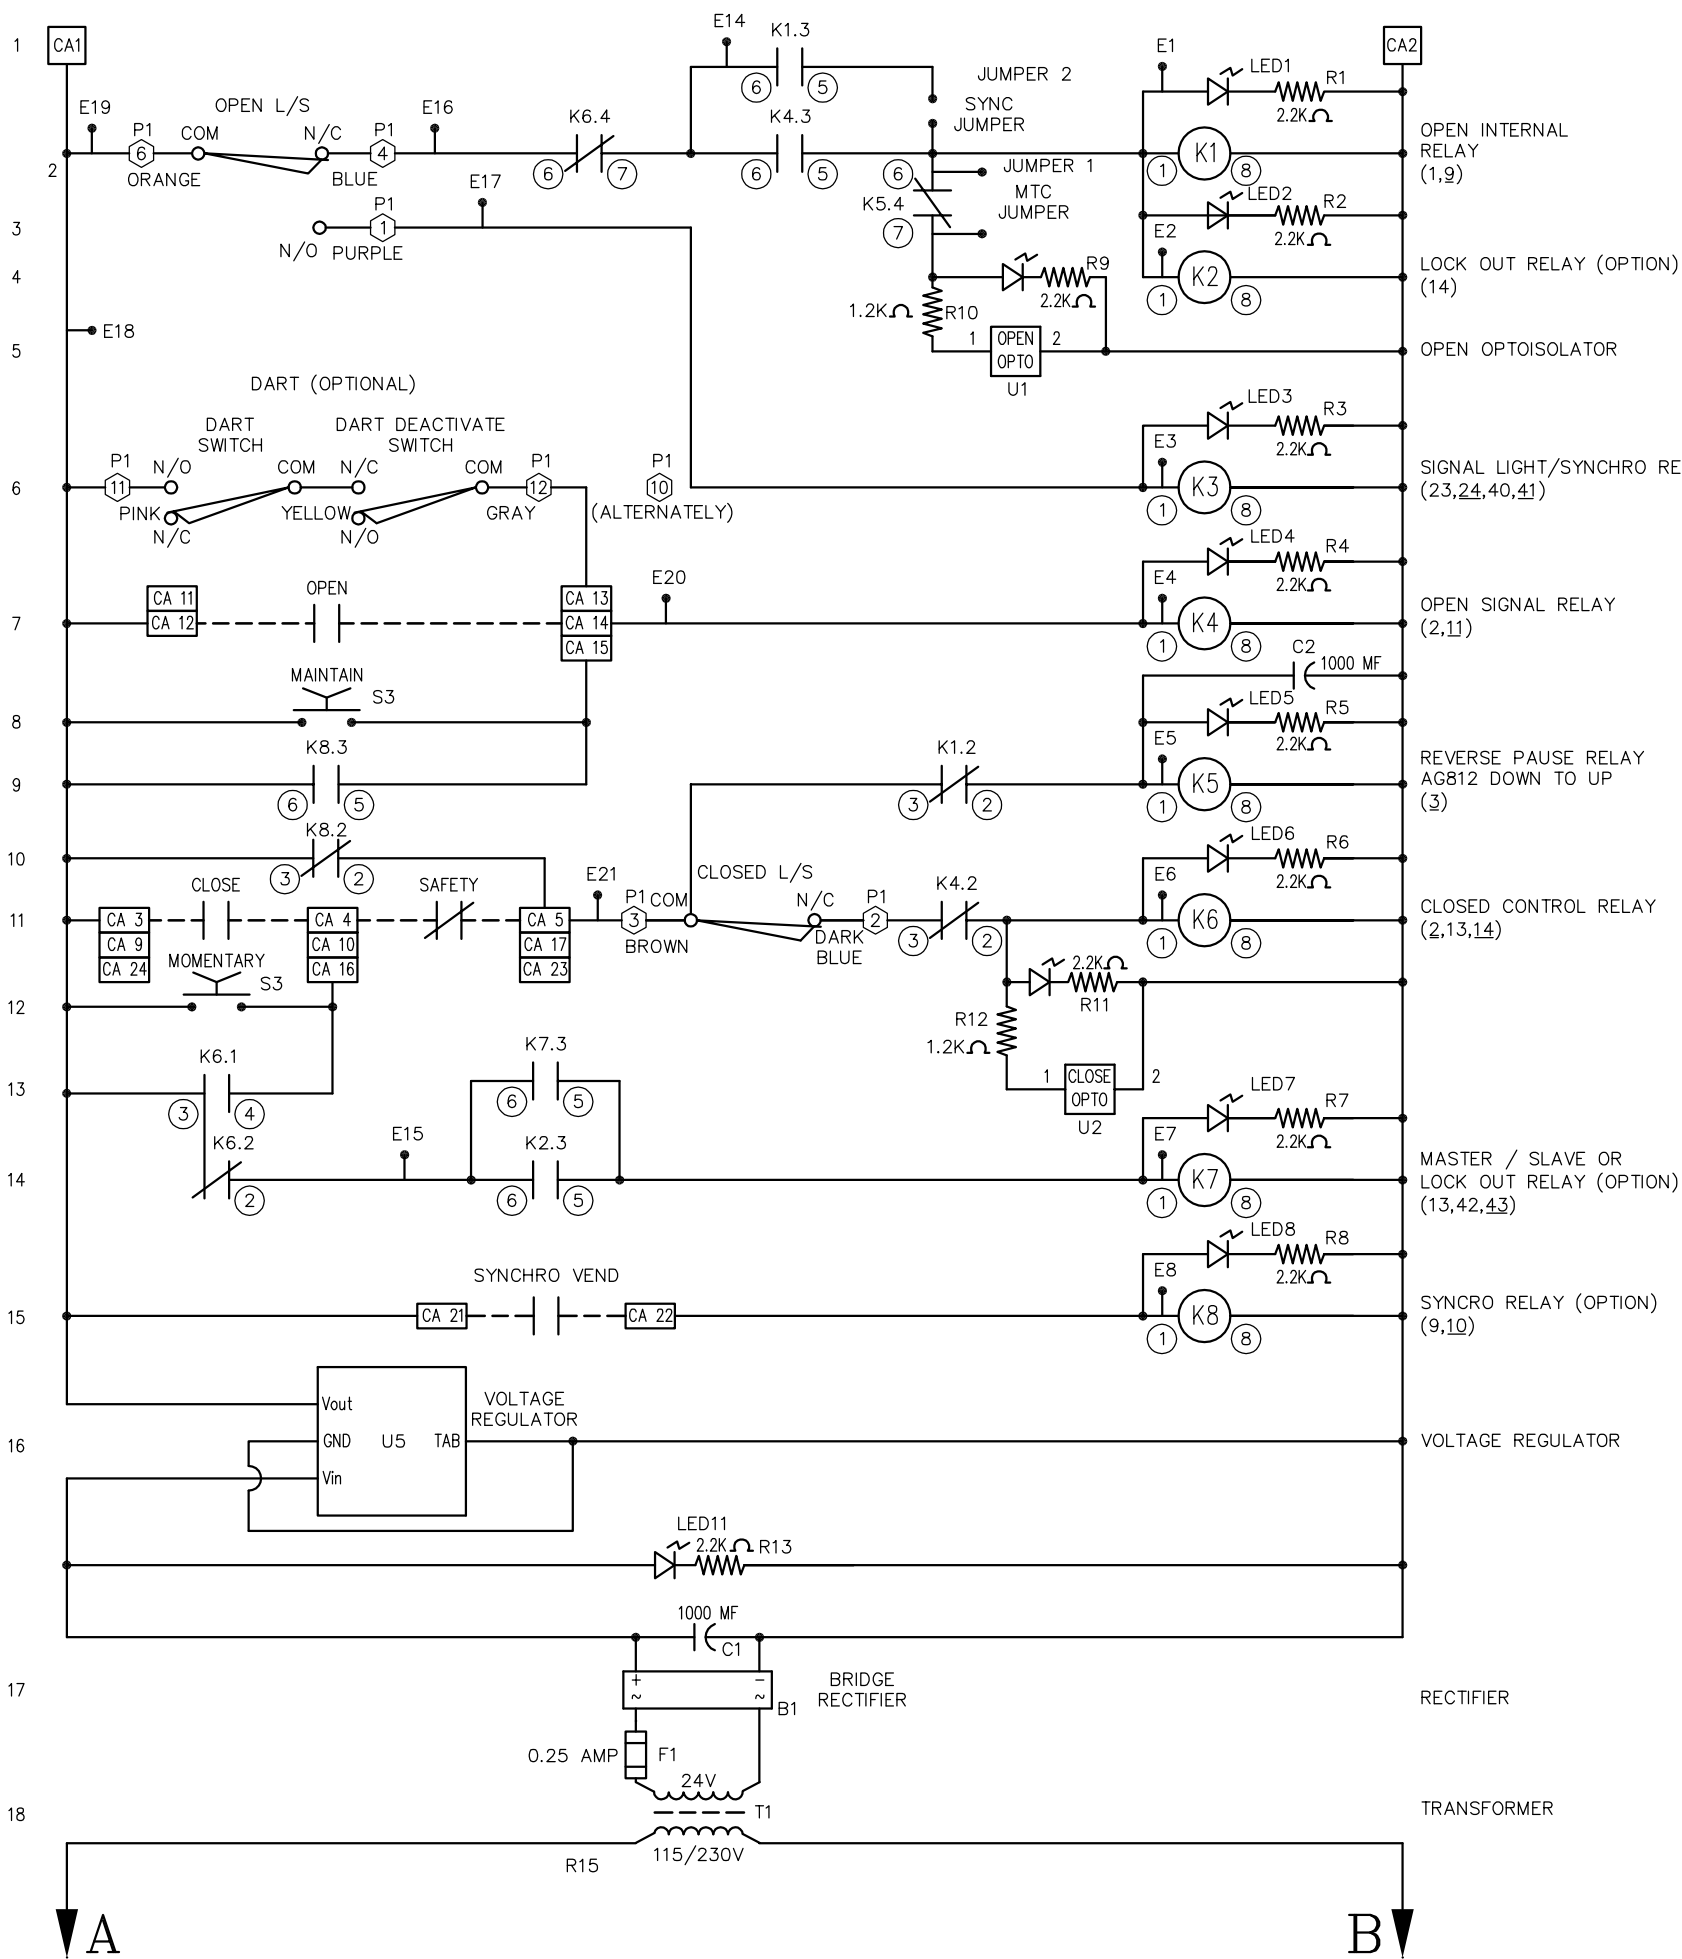 1
CA1
E14
K1.3
6
5
JUMPER 2
SYNC
JUMPER
E1
LED1
R1
2.2KΩ
CA2
2
E19
P1
6
ORANGE
COM
OPEN L/S
N/C
P1
4
BLUE
E16
K6.4
6
7
K4.3
6
5
JUMPER 1
MTC
JUMPER
6
K5.4
7
K1
1
8
OPEN INTERNAL
RELAY
(1,9)
LED2
R2
2.2KΩ
3
N/O
P1
1
PURPLE
E17
4
E2
K2
1
8
R9
2.2KΩ
1.2KΩ
R10
LOCK OUT RELAY (OPTION)
(14)
E18
5
1
OPEN
OPTO
2
U1
OPEN OPTOISOLATOR
DART (OPTIONAL)
DART
SWITCH
DART DEACTIVATE
SWITCH
LED3
R3
2.2KΩ
6
P1
11
PINK
N/O
N/C
COM
YELLOW
N/C
N/O
COM
P1
12
GRAY
P1
10
(ALTERNATELY)
E3
K3
1
8
SIGNAL LIGHT/SYNCHRO RE
(23,24,40,41)
LED4
R4
2.2KΩ
7
CA 11
CA 12
OPEN
CA 13
CA 14
CA 15
E20
E4
K4
1
8
OPEN SIGNAL RELAY
(2,11)
C2
1000 MF
8
MAINTAIN
S3
LED5
R5
2.2KΩ
9
K8.3
6
5
K1.2
3
2
E5
K5
1
8
REVERSE PAUSE RELAY
AG812 DOWN TO UP
(3)
10
K8.2
3
2
LED6
R6
2.2KΩ
11
CA 3
CA 9
CA 24
CLOSE
CA 4
CA 10
CA 16
SAFETY
CA 5
CA 17
CA 23
E21
P1
3
BROWN
COM
CLOSED L/S
N/C
DARK
BLUE
P1
2
K4.2
3
2
E6
K6
1
8
CLOSED CONTROL RELAY
(2,13,14)
12
MOMENTARY
S3
2.2KΩ
R11
R12
1.2KΩ
13
K6.1
3
4
K7.3
6
5
1
CLOSE
OPTO
2
U2
LED7
R7
2.2KΩ
14
K6.2
2
E15
K2.3
6
5
E7
K7
1
8
MASTER / SLAVE OR
LOCK OUT RELAY (OPTION)
(13,42,43)
LED8
R8
2.2KΩ
15
SYNCHRO VEND
CA 21
CA 22
E8
K8
1
8
SYNCRO RELAY (OPTION)
(9,10)
16
Vout
GND
Vin
U5
TAB
VOLTAGE
REGULATOR
VOLTAGE REGULATOR
LED11
2.2KΩ
R13
1000 MF
C1
17
+
−
~
~
B1
BRIDGE
RECTIFIER
RECTIFIER
0.25 AMP
F1
24V
18
T1
TRANSFORMER
115/230V
R15
A
B